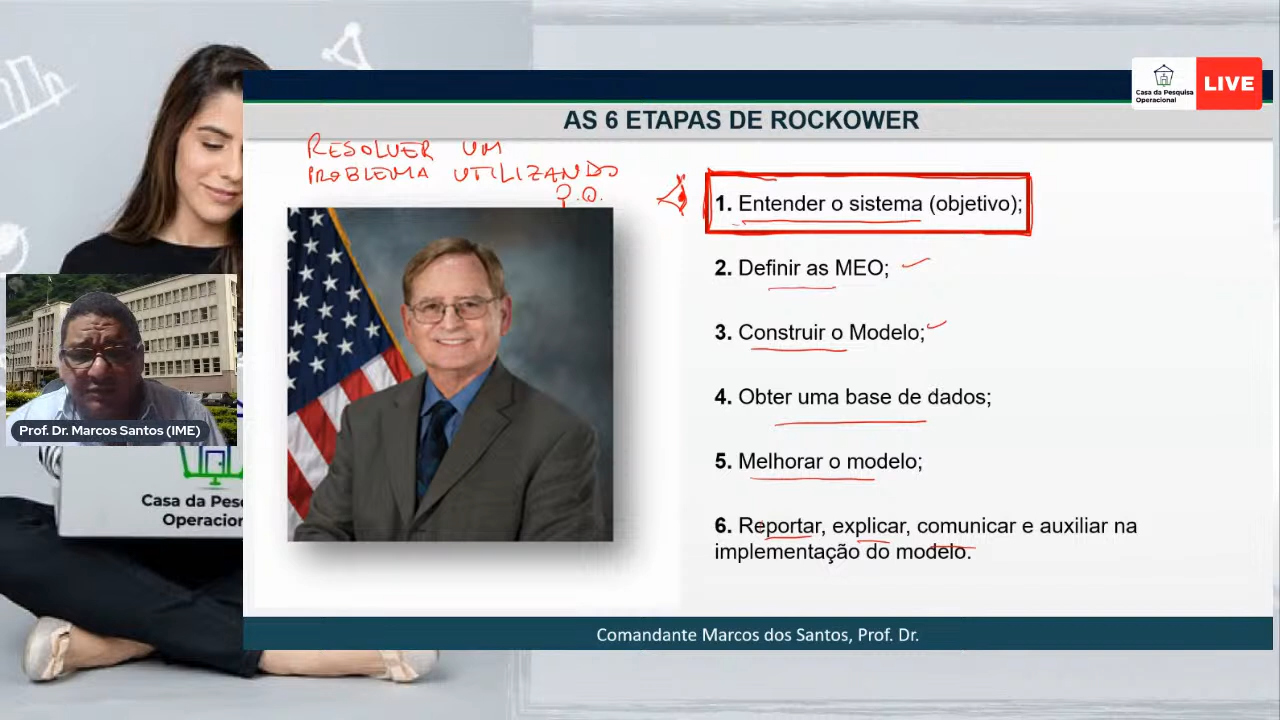 Casa da Pesquisa
Operacional
LIVE
AS 6 ETAPAS DE ROCKOWER
RESOLVER UM
PROBLEMA UTILIZANDO
P.O.
1. Entender o sistema (objetivo);
2. Definir as MEO;
3. Construir o Modelo;
4. Obter uma base de dados;
5. Melhorar o modelo;
6. Reportar, explicar, comunicar e auxiliar na
implementação do modelo.
Prof. Dr. Marcos Santos (IME)
Casa da Pes
Operacion
Comandante Marcos dos Santos, Prof. Dr.